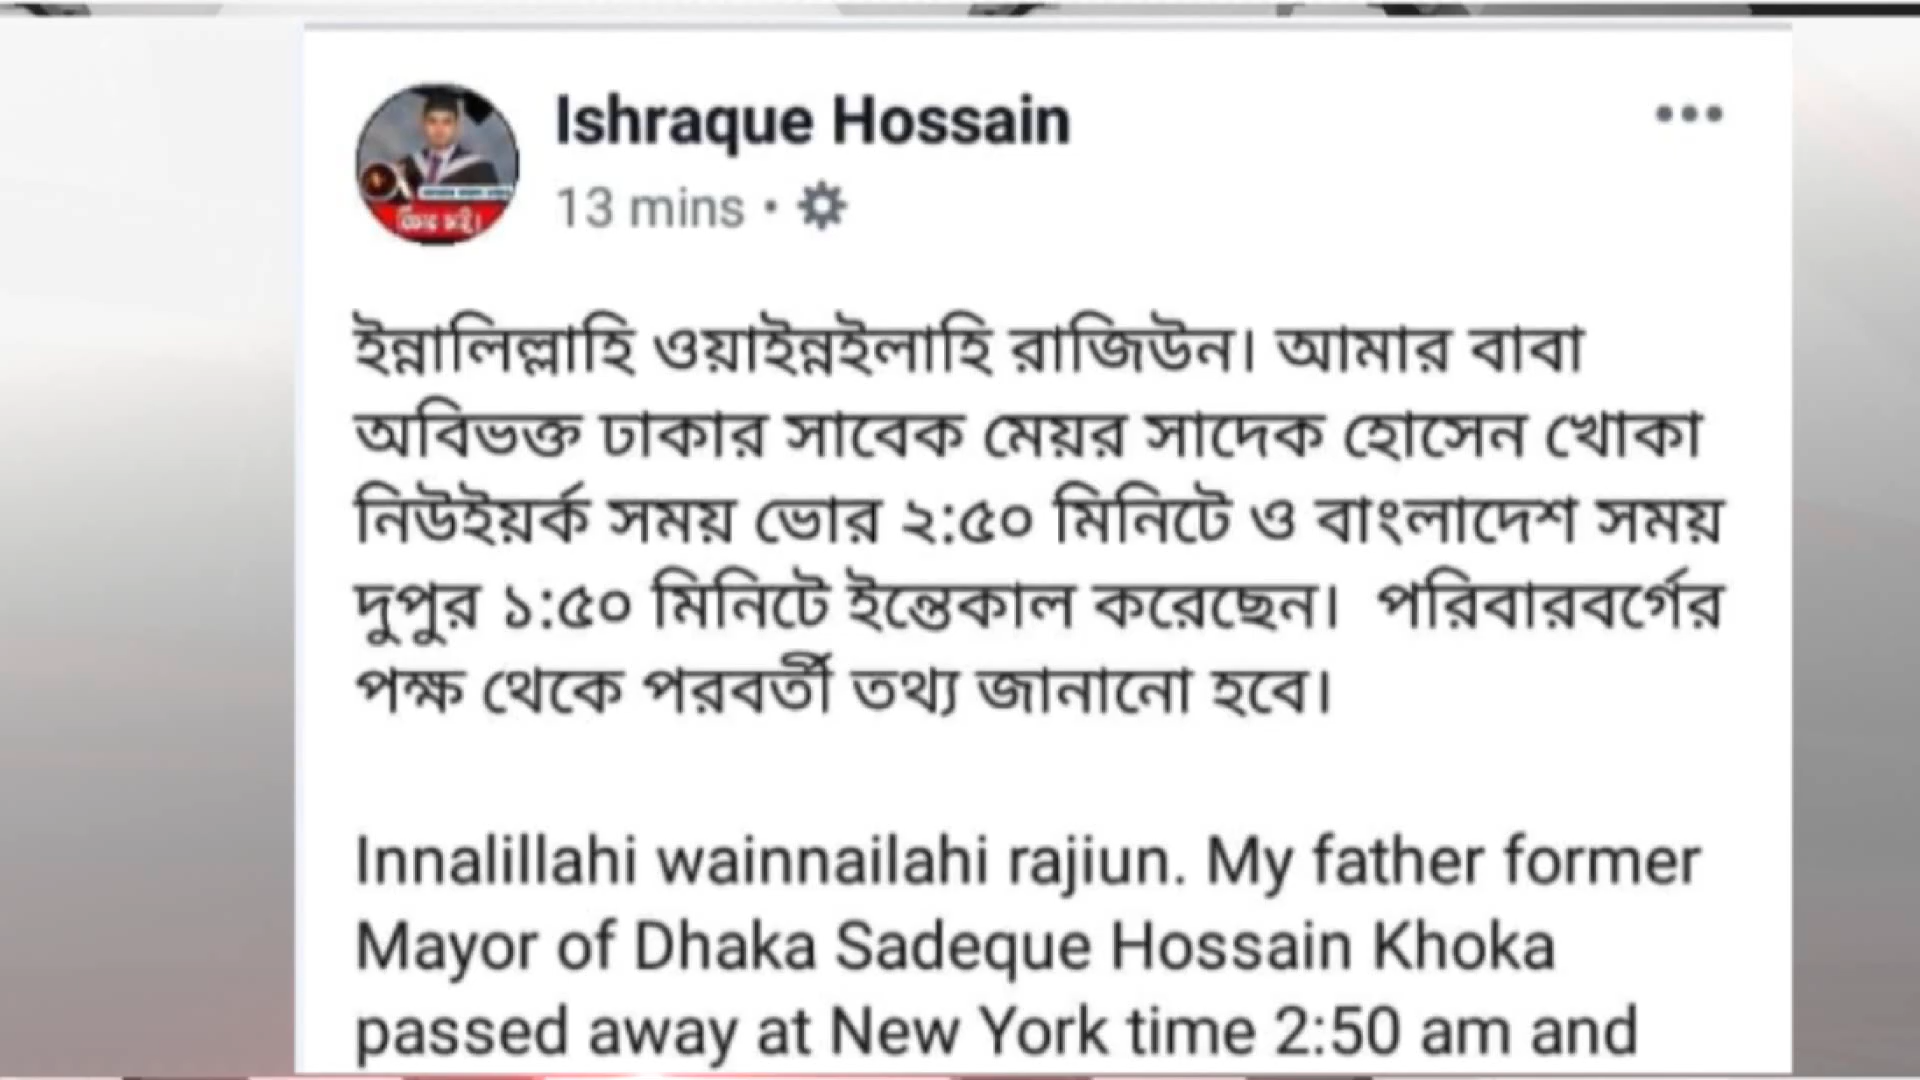 Ishraque Hossain
13 mins •
ইন্নালিল্লাহি ওয়াইন্নইলাহি রাজিউন। আমার বাবা
অবিভক্ত ঢাকার সাবেক মেয়র সাদেক হোসেন খোকা
নিউইয়র্ক সময় ভোর ২:৫০ মিনিটে ও বাংলাদেশ সময়
দুপুর ১:৫০ মিনিটে ইন্তেকাল করেছেন। পরিবারবর্গের
পক্ষ থেকে পরবর্তী তথ্য জানানো হবে।
Innalillahi wainnailahi rajiun. My father former
Mayor of Dhaka Sadeque Hossain Khoka
passed away at New York time 2:50 am and